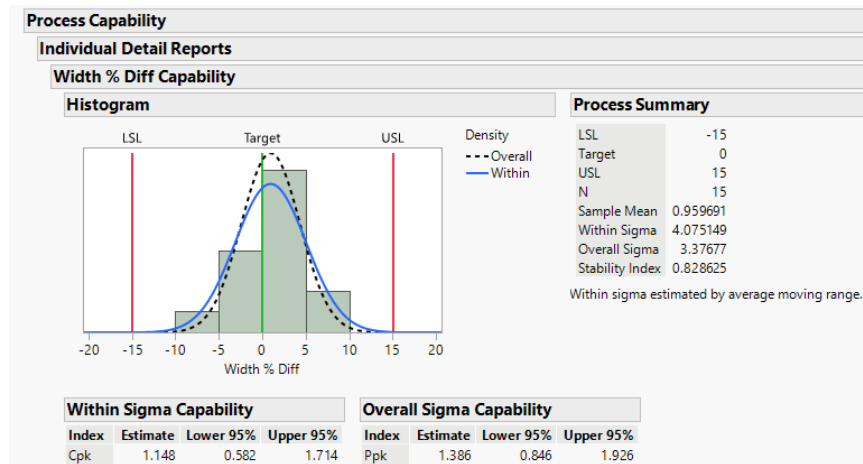 Process Capability
Individual Detail Reports
Width % Diff Capability
Histogram
LSL Target USL
-20 -15 -10 -5 0 5 10 15 20
Width % Diff
Density
Overall
Within
Process Summary
LSL -15
Target 0
USL 15
N 15
Sample Mean 0.959691
Within Sigma 4.075149
Overall Sigma 3.37677
Stability Index 0.828625
Within sigma estimated by average moving range.
Within Sigma Capability
Index Estimate Lower 95% Upper 95%
Cpk 1.148 0.582 1.714
Overall Sigma Capability
Index Estimate Lower 95% Upper 95%
Ppk 1.386 0.846 1.926